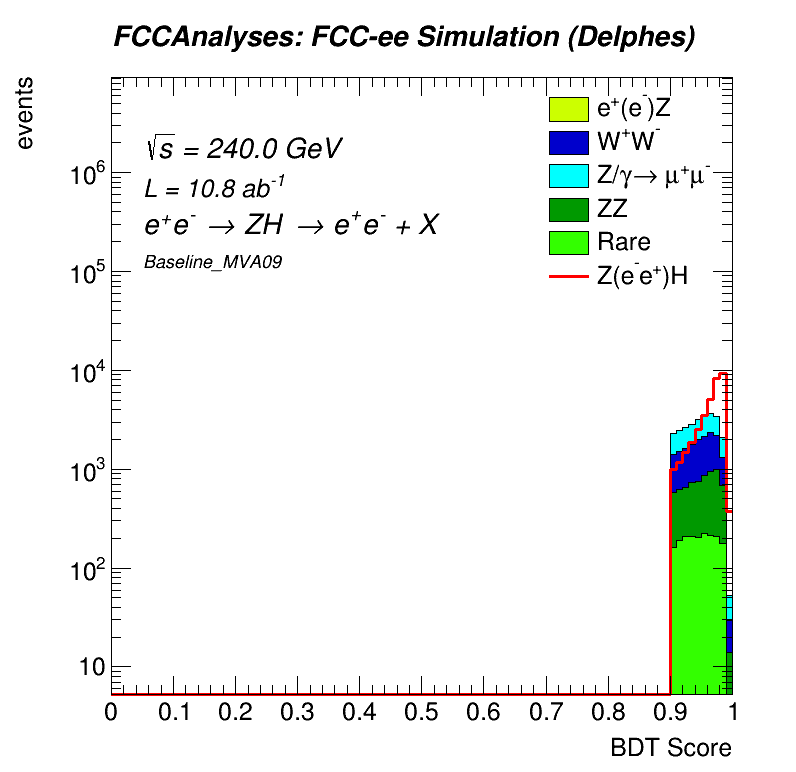 FCCAnalyses: FCC-ee Simulation (Delphes)
events
√s = 240.0 GeV
L = 10.8 ab⁻¹
e⁺e⁻ → ZH → e⁺e⁻ + X
Baseline_MVA09
e⁺(e⁻)Z
W⁺W⁻
Z/γ→ μ⁺μ⁻
ZZ
Rare
Z(e⁻e⁺)H
10⁶
10⁵
10⁴
10³
10²
10
0 0.1 0.2 0.3 0.4 0.5 0.6 0.7 0.8 0.9 1
BDT Score